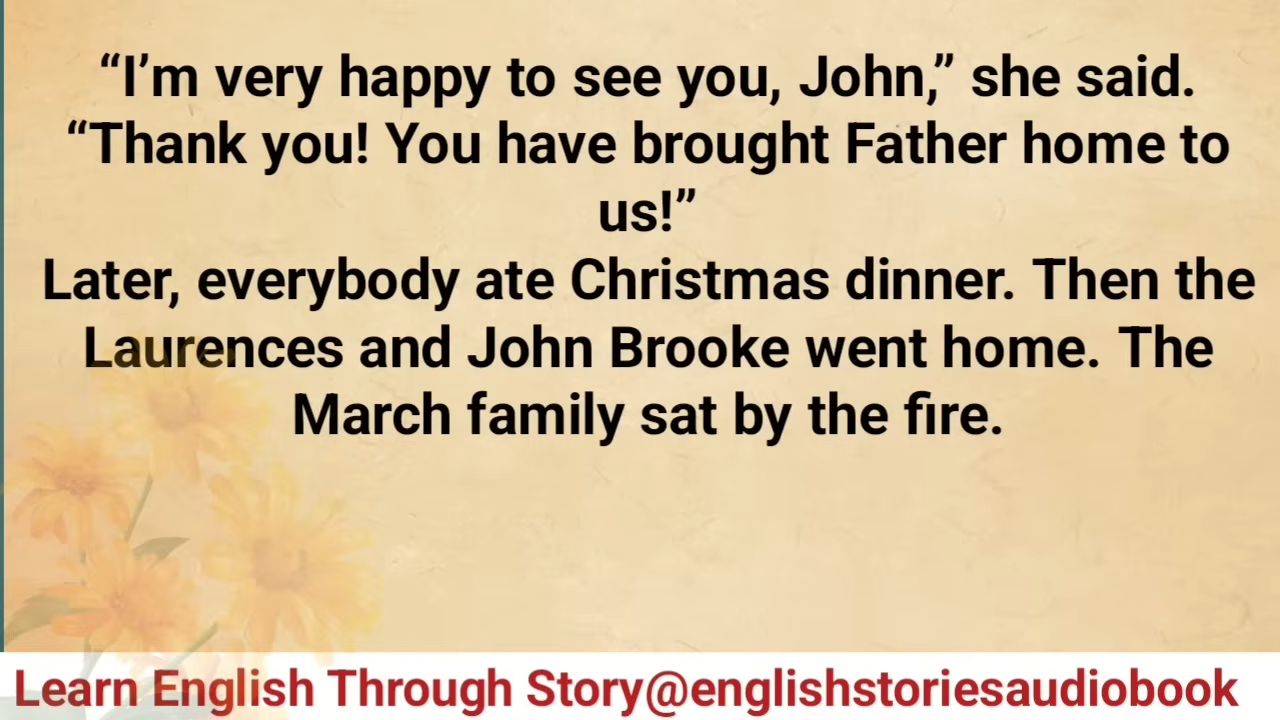 “I’m very happy to see you, John,” she said.
“Thank you! You have brought Father home to
us!”
Later, everybody ate Christmas dinner. Then the
Laurences and John Brooke went home. The
March family sat by the fire.
Learn English Through Story@englishstoriesaudiobook